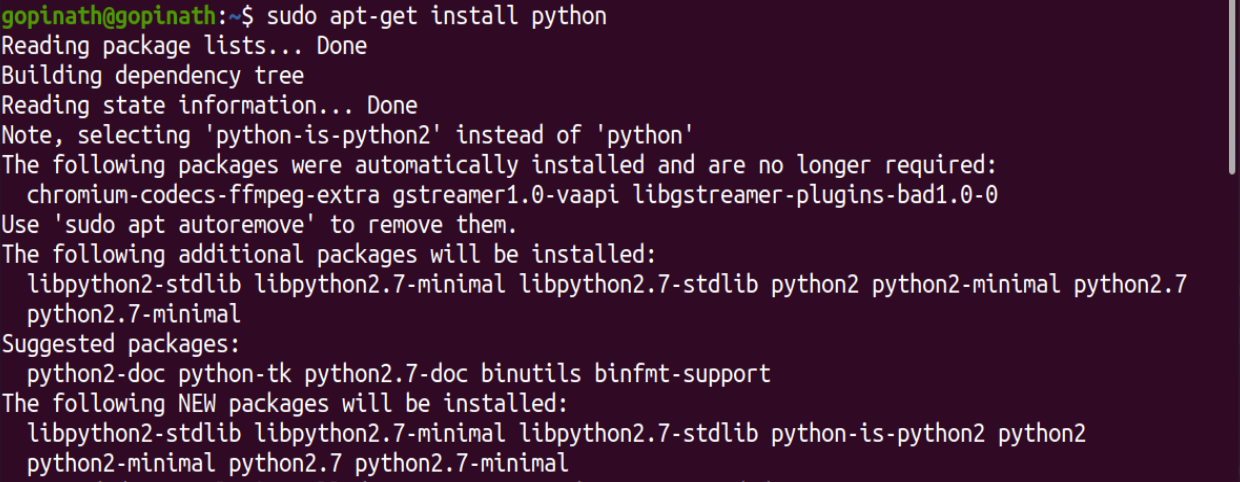 gopinath@gopinath:~$ sudo apt-get install python
Reading package lists... Done
Building dependency tree
Reading state information... Done
Note, selecting 'python-is-python2' instead of 'python'
The following packages were automatically installed and are no longer required:
  chromium-codecs-ffmpeg-extra gstreamer1.0-vaapi libgstreamer-plugins-bad1.0-0
Use 'sudo apt autoremove' to remove them.
The following additional packages will be installed:
  libpython2-stdlib libpython2.7-minimal libpython2.7-stdlib python2 python2-minimal python2.7
  python2.7-minimal
Suggested packages:
  python2-doc python-tk python2.7-doc binutils binfmt-support
The following NEW packages will be installed:
  libpython2-stdlib libpython2.7-minimal libpython2.7-stdlib python-is-python2 python2
  python2-minimal python2.7 python2.7-minimal